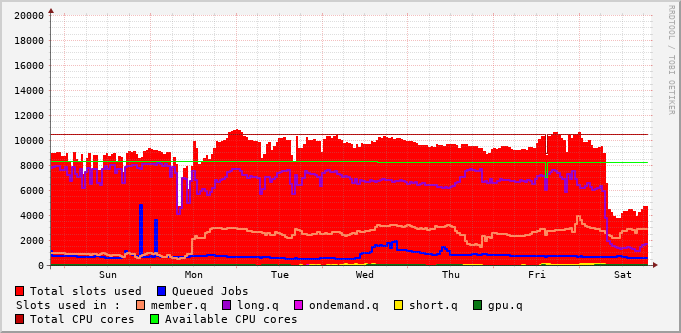 RRDTOOL / TOBI OETIKER
20000
18000
16000
14000
12000
10000
8000
6000
4000
2000
0
Sun Mon Tue Wed Thu Fri Sat
Total slots used Queued Jobs
Slots used in : member.q long.q ondemand.q short.q gpu.q
Total CPU cores Available CPU cores